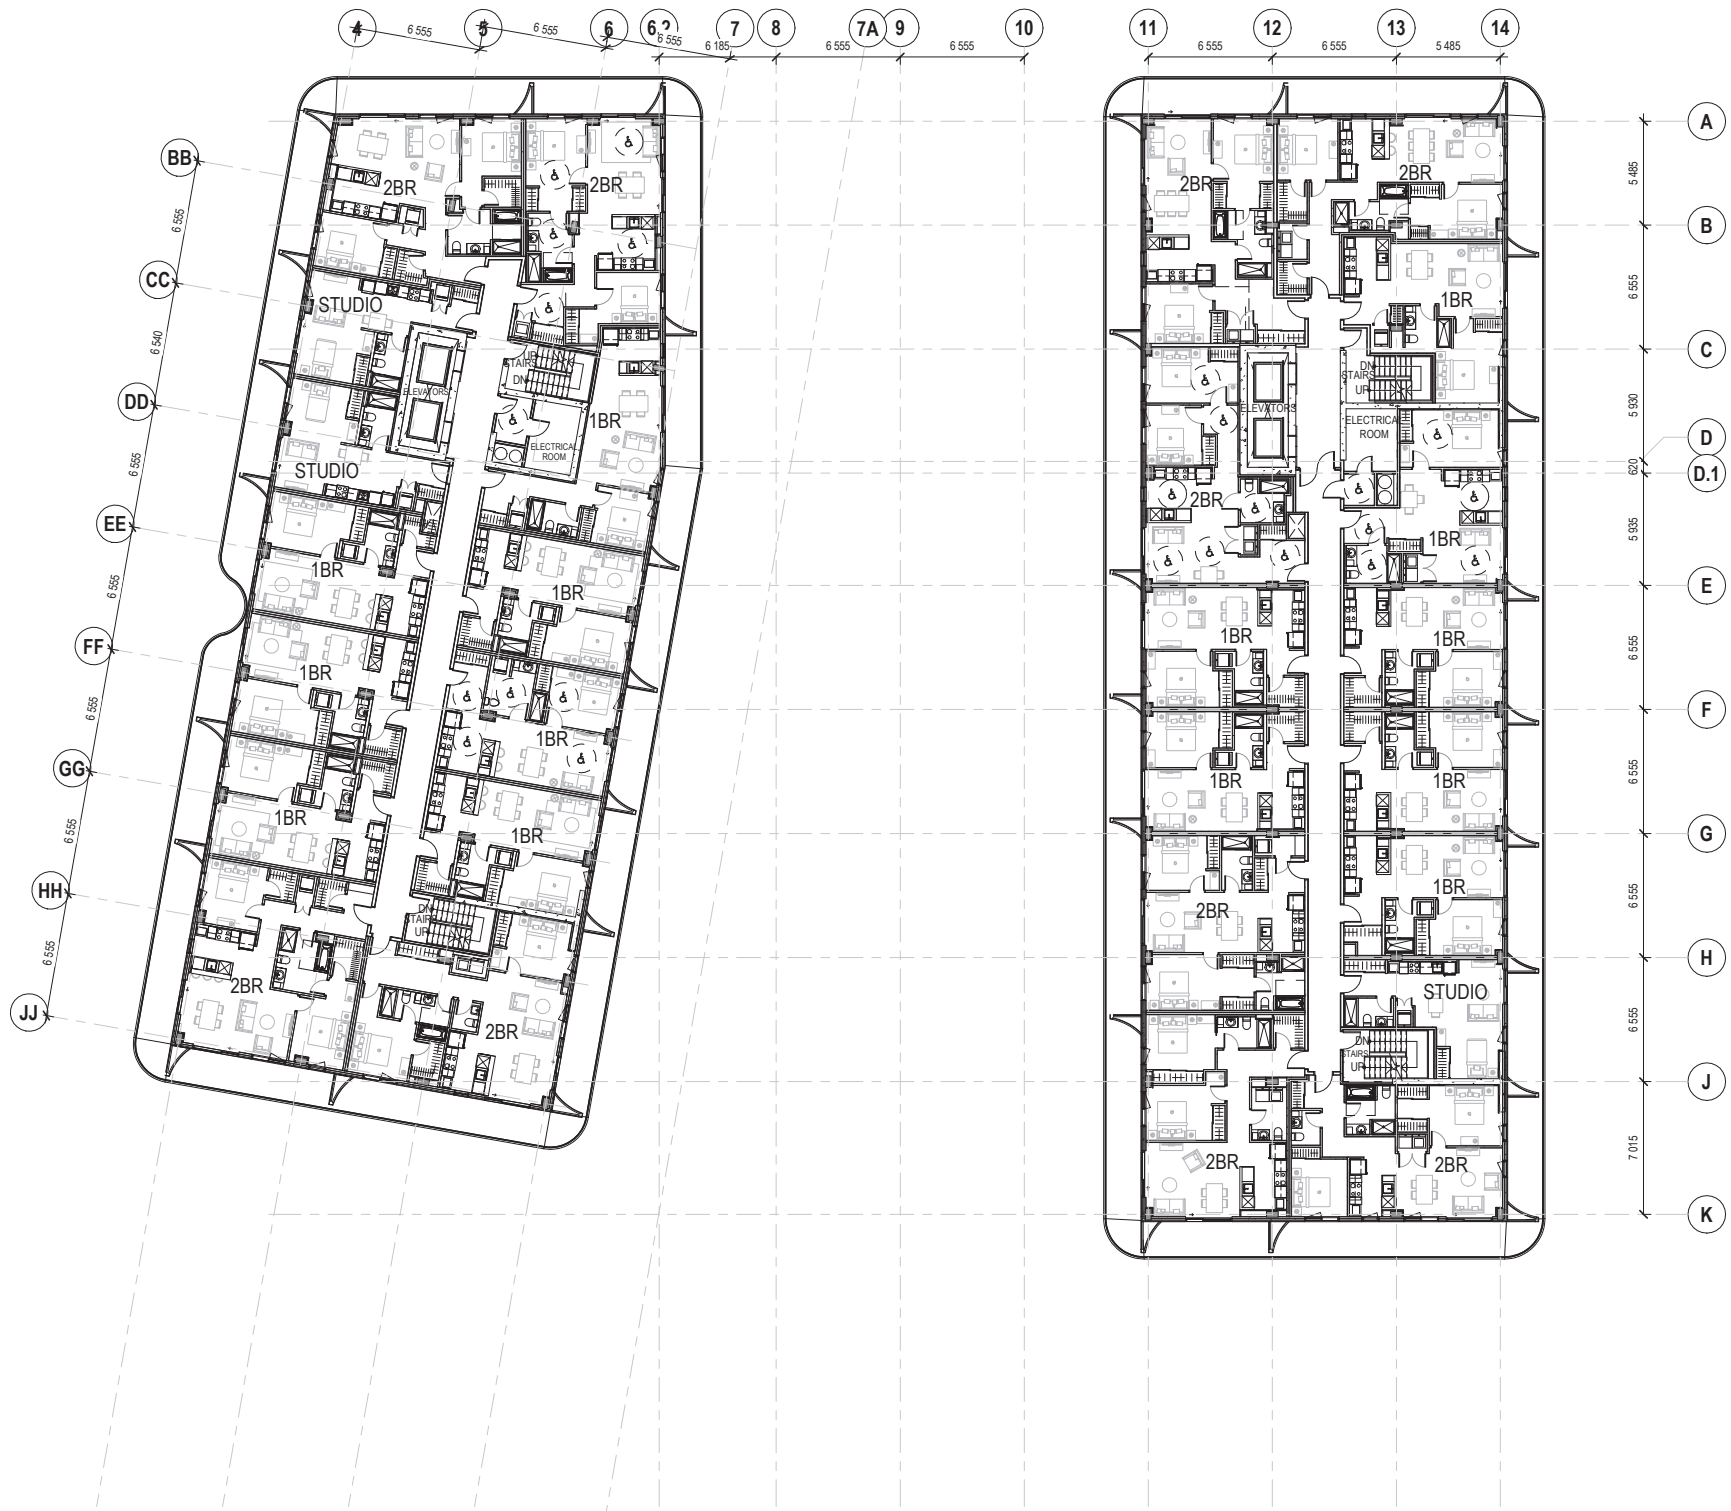 4 5 6 6.2 7 8 7A 9 10 11 12 13 14
6 555 6 555 6 555 6 185 6 555 6 555 6 555 6 555 5 485
A
BB
2BR 2BR 2BR 2BR
5 485
6 555
B
CC
STUDIO 1BR
6 555
6 540
UP
STAIRS
DN
C
DN
STAIRS
UP
ELEVATORS
ELEVATORS
5 930
DD
1BR
ELECTRICAL
ROOM
ELECTRICA
ROOM
D
STUDIO
620
D.1
6 555
2BR
EE
5 935
1BR
1BR
1BR
E
6 555
1BR 1BR
6 555
FF
1BR
F
6 555
1BR
GG
1BR 1BR
6 555
1BR
1BR
G
6 555
HH
1BR
6 555
DN
STAIRS
UP
2BR
H
6 555
2BR
STUDIO
JJ
2BR
6 555
DN
STAIRS
UP
J
2BR 2BR
7 015
K